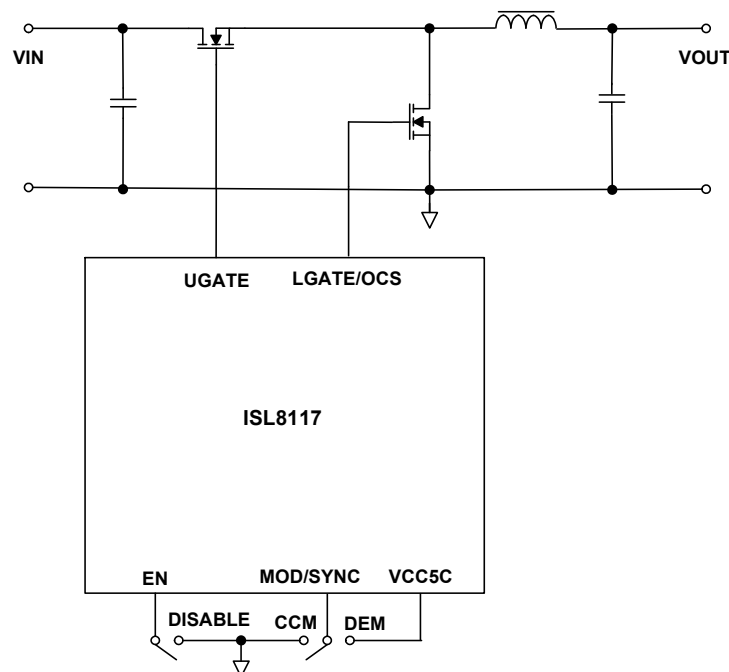 VIN
VOUT
UGATE
LGATE/OCS
ISL8117
EN
MOD/SYNC
VCC5C
DISABLE
CCM
DEM